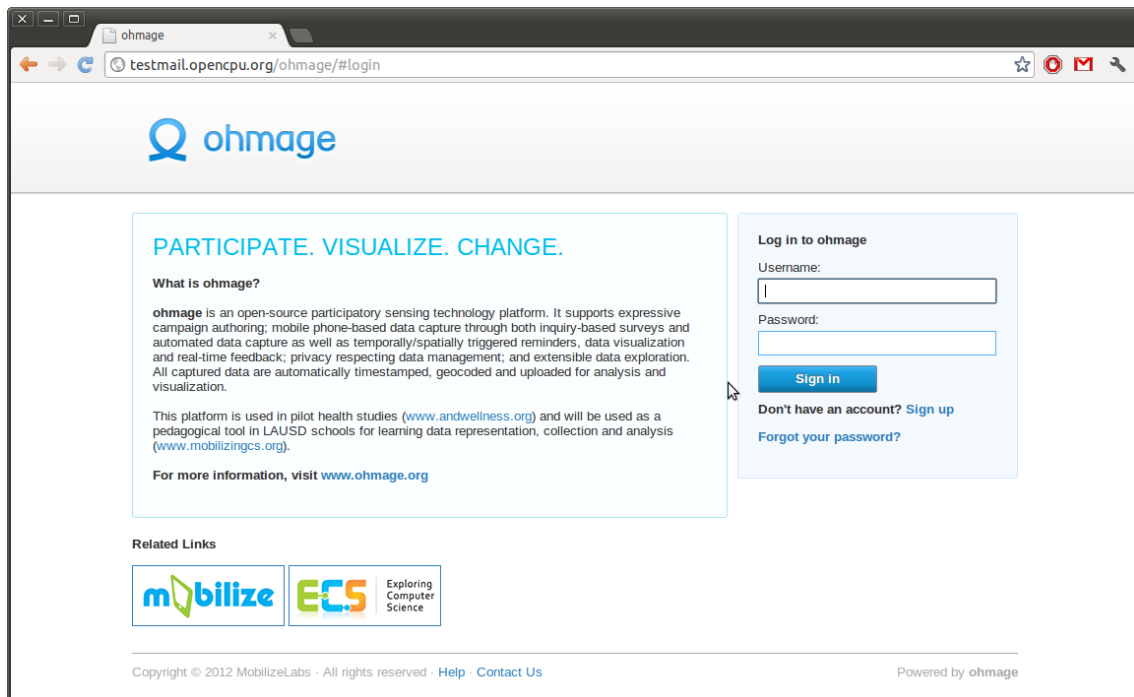 ohmage
testmail.opencpu.org/ohmage/#login
ohmage
PARTICIPATE. VISUALIZE. CHANGE.
What is ohmage?
ohmage is an open-source participatory sensing technology platform. It supports expressive
campaign authoring; mobile phone-based data capture through both inquiry-based surveys and
automated data capture as well as temporally/spatially triggered reminders, data visualization
and real-time feedback; privacy respecting data management; and extensible data exploration.
All captured data are automatically timestamped, geocoded and uploaded for analysis and
visualization.
This platform is used in pilot health studies (www.andwellness.org) and will be used as a
pedagogical tool in LAUSD schools for learning data representation, collection and analysis
(www.mobilizingcs.org).
For more information, visit www.ohmage.org
Log in to ohmage
Username:
Password:
Sign in
Don't have an account? Sign up
Forgot your password?
Related Links
mobilize
ECS
Exploring
Computer
Science
Copyright © 2012 MobilizeLabs · All rights reserved · Help · Contact Us
Powered by ohmage